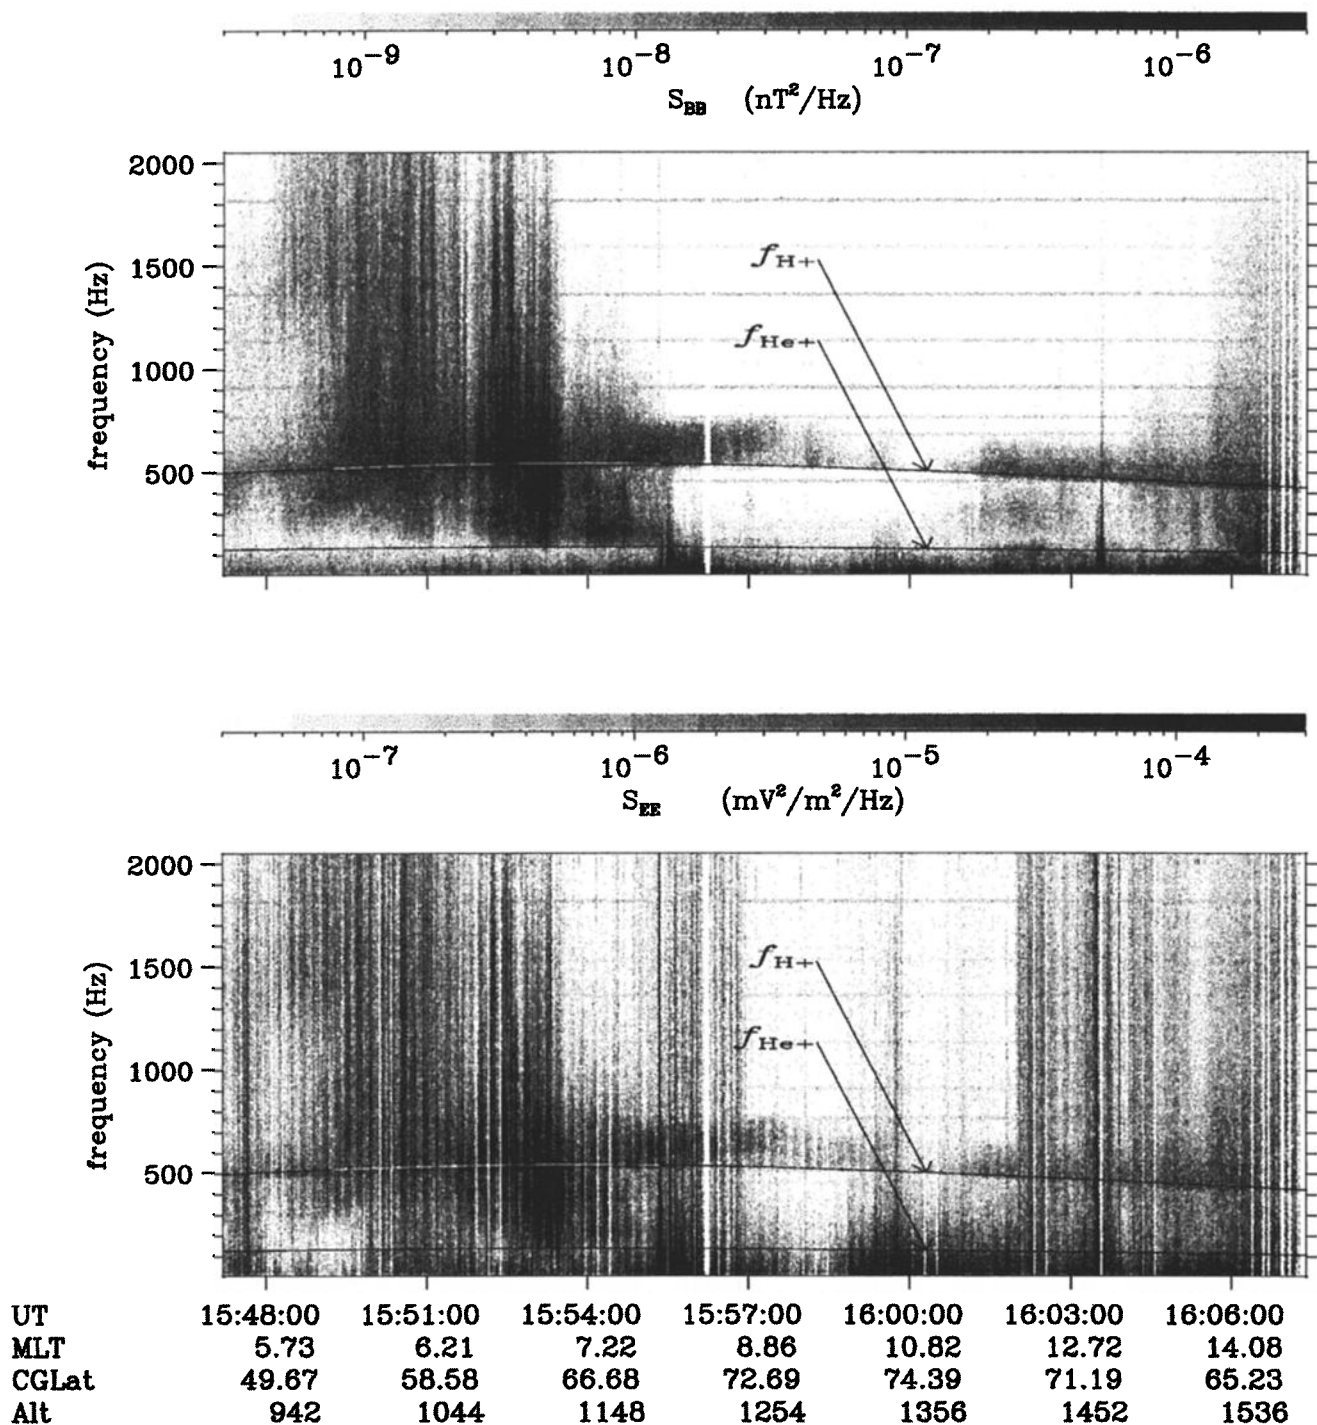 10⁻⁹ 10⁻⁸ 10⁻⁷ 10⁻⁶
S_BB (nT²/Hz)
2000
1500
1000
500
frequency (Hz)
f_H+
f_He+
10⁻⁷ 10⁻⁶ 10⁻⁵ 10⁻⁴
S_EE (mV²/m²/Hz)
2000
1500
1000
500
frequency (Hz)
f_H+
f_He+
UT 15:48:00 15:51:00 15:54:00 15:57:00 16:00:00 16:03:00 16:06:00
MLT 5.73 6.21 7.22 8.86 10.82 12.72 14.08
CGLat 49.67 58.58 66.68 72.69 74.39 71.19 65.23
Alt 942 1044 1148 1254 1356 1452 1536